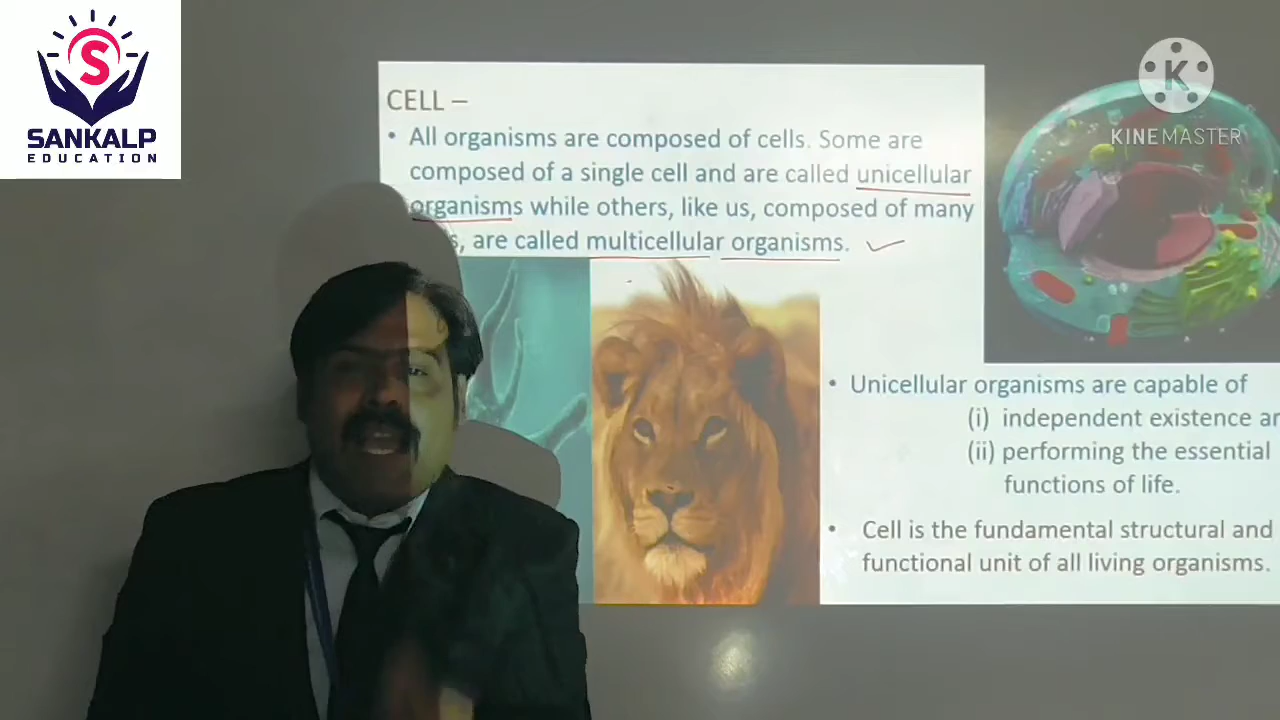 S
SANKALP
EDUCATION
K
KINEMASTER
CELL –
• All organisms are composed of cells. Some are
composed of a single cell and are called unicellular
organisms while others, like us, composed of many
, are called multicellular organisms.
• Unicellular organisms are capable of
(i) independent existence
(ii) performing the essential
functions of life.
• Cell is the fundamental structural and
functional unit of all living organisms.